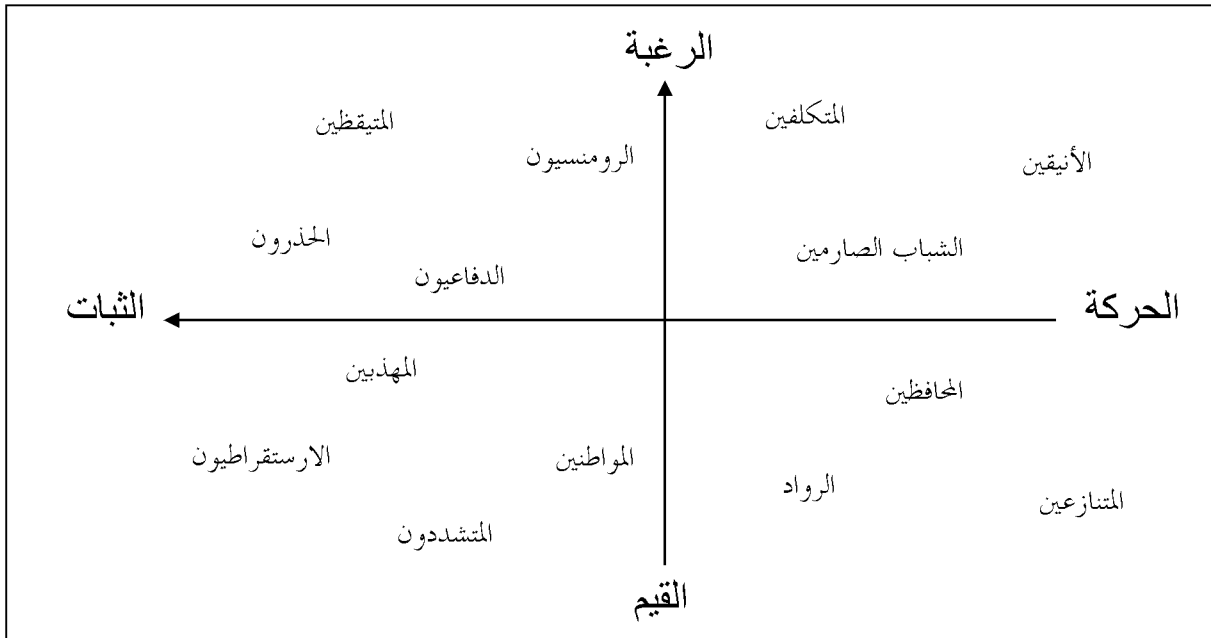 الرغبة
المتكلفين
المتيقظين
الرومنسيون
الأنيقين
الحذرون
الشباب الصارمين
الدفاعيون
الحركة
الثبات
المهذبين
المحافظين
المواطنين
الارستقراطيون
الرواد
المتنازعين
المتشددون
القيم